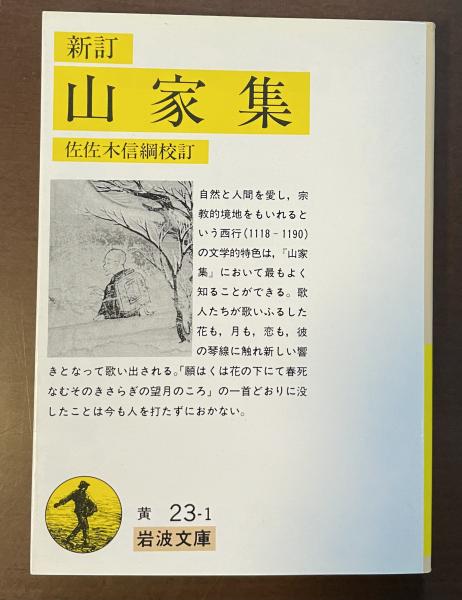 新訂
山家集
佐佐木信綱校訂
自然と人間を愛し，宗
教的境地をもいれると
いう西行(1118－1190)
の文学的特色は，『山家
集』において最もよく
知ることができる。歌
人たちが歌いふるした
花も，月も，恋も，彼
の琴線に触れ新しい響
きとなって歌い出される。「願はくは花の下にて春死
なむそのきさらぎの望月のころ」の一首どおりに没
したことは今も人を打たずにおかない。
黄 23-1
岩波文庫